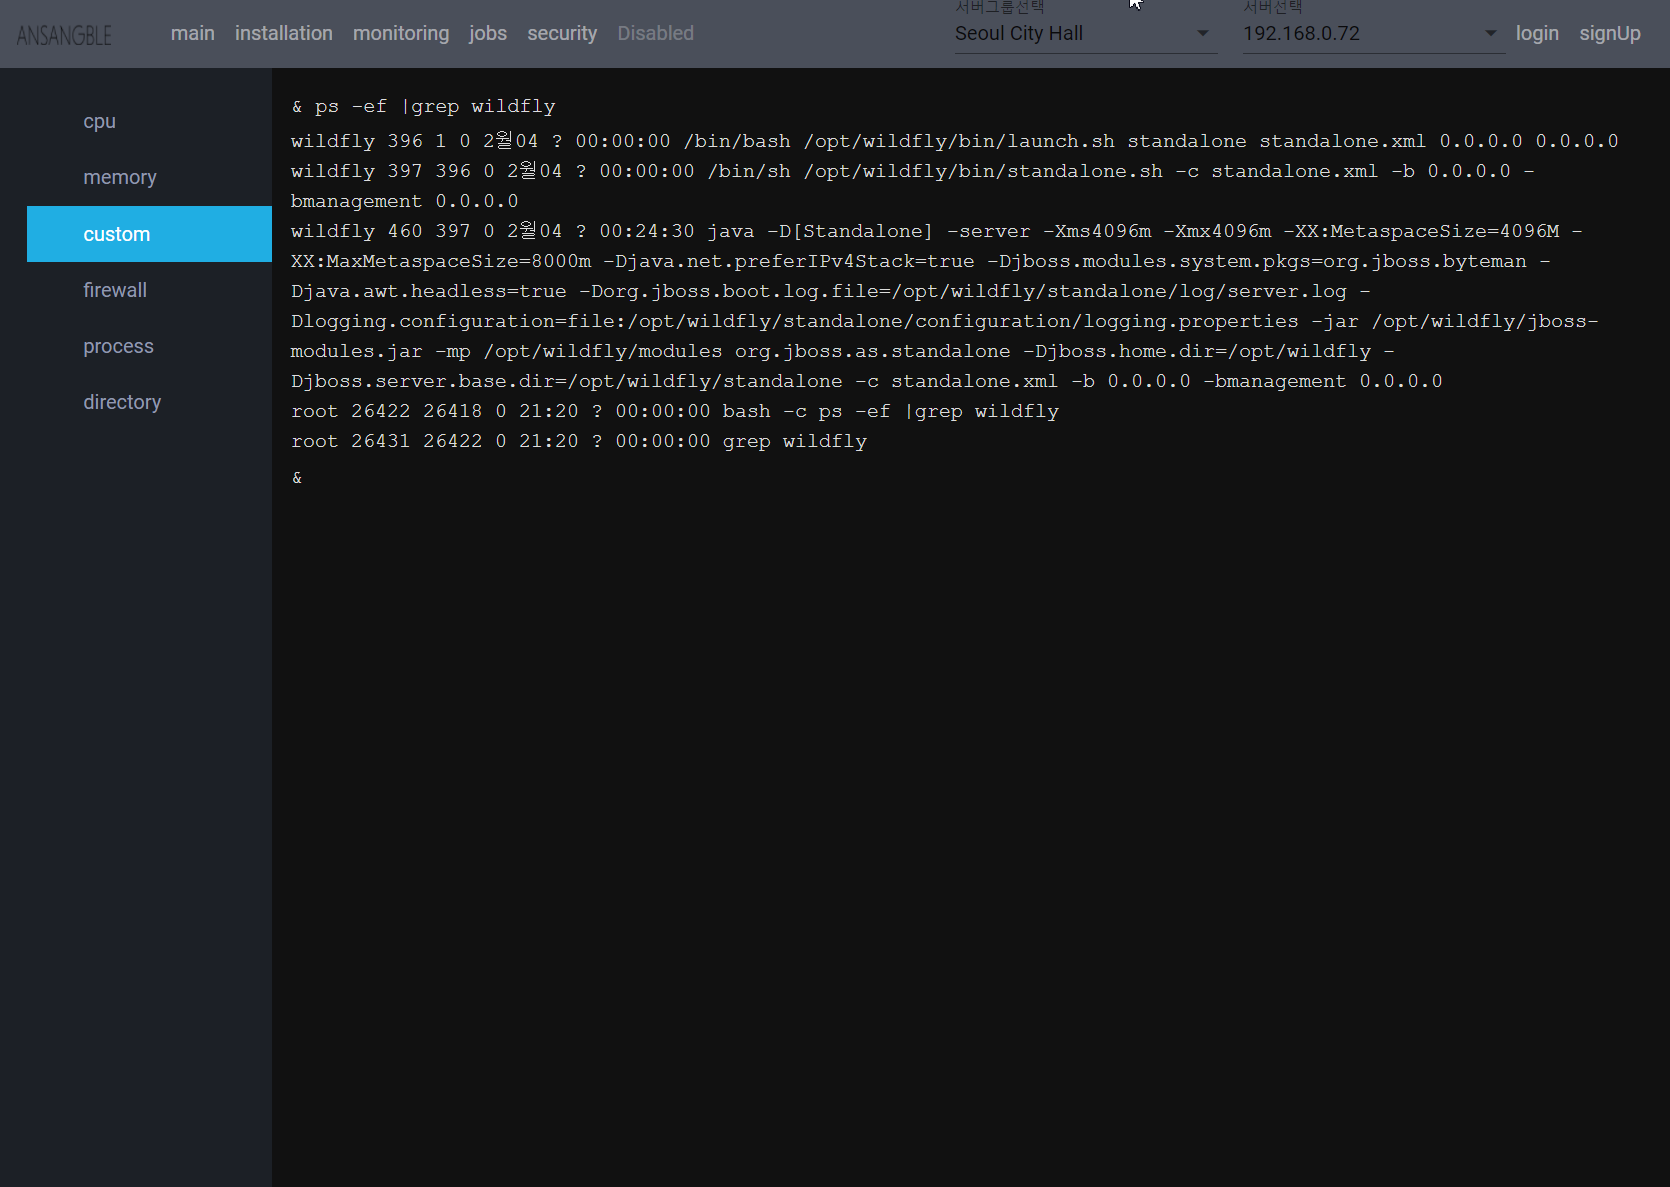 ANSANGBLE main installation monitoring jobs security Disabled
서버그룹선택
Seoul City Hall
서버선택
192.168.0.72
login signUp
cpu
memory
custom
firewall
process
directory
& ps -ef |grep wildfly
wildfly 396 1 0 2월04 ? 00:00:00 /bin/bash /opt/wildfly/bin/launch.sh standalone standalone.xml 0.0.0.0 0.0.0.0
wildfly 397 396 0 2월04 ? 00:00:00 /bin/sh /opt/wildfly/bin/standalone.sh -c standalone.xml -b 0.0.0.0 -
bmanagement 0.0.0.0
wildfly 460 397 0 2월04 ? 00:24:30 java -D[Standalone] -server -Xms4096m -Xmx4096m -XX:MetaspaceSize=4096M -
XX:MaxMetaspaceSize=8000m -Djava.net.preferIPv4Stack=true -Djboss.modules.system.pkgs=org.jboss.byteman -
Djava.awt.headless=true -Dorg.jboss.boot.log.file=/opt/wildfly/standalone/log/server.log -
Dlogging.configuration=file:/opt/wildfly/standalone/configuration/logging.properties -jar /opt/wildfly/jboss-
modules.jar -mp /opt/wildfly/modules org.jboss.as.standalone -Djboss.home.dir=/opt/wildfly -
Djboss.server.base.dir=/opt/wildfly/standalone -c standalone.xml -b 0.0.0.0 -bmanagement 0.0.0.0
root 26422 26418 0 21:20 ? 00:00:00 bash -c ps -ef |grep wildfly
root 26431 26422 0 21:20 ? 00:00:00 grep wildfly
&